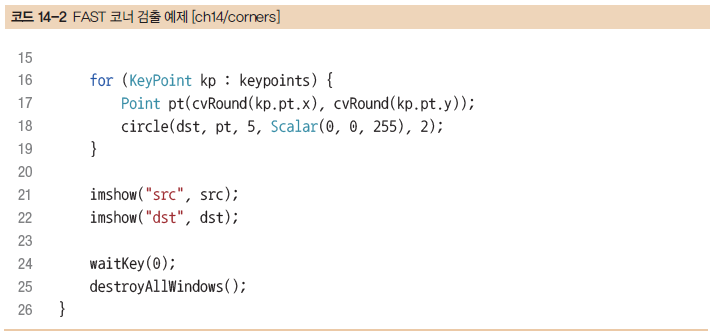 코드 14-2 FAST 코너 검출 예제 [ch14/corners]
15
16 for (KeyPoint kp : keypoints) {
17 Point pt(cvRound(kp.pt.x), cvRound(kp.pt.y));
18 circle(dst, pt, 5, Scalar(0, 0, 255), 2);
19 }
20
21 imshow("src", src);
22 imshow("dst", dst);
23
24 waitKey(0);
25 destroyAllWindows();
26 }